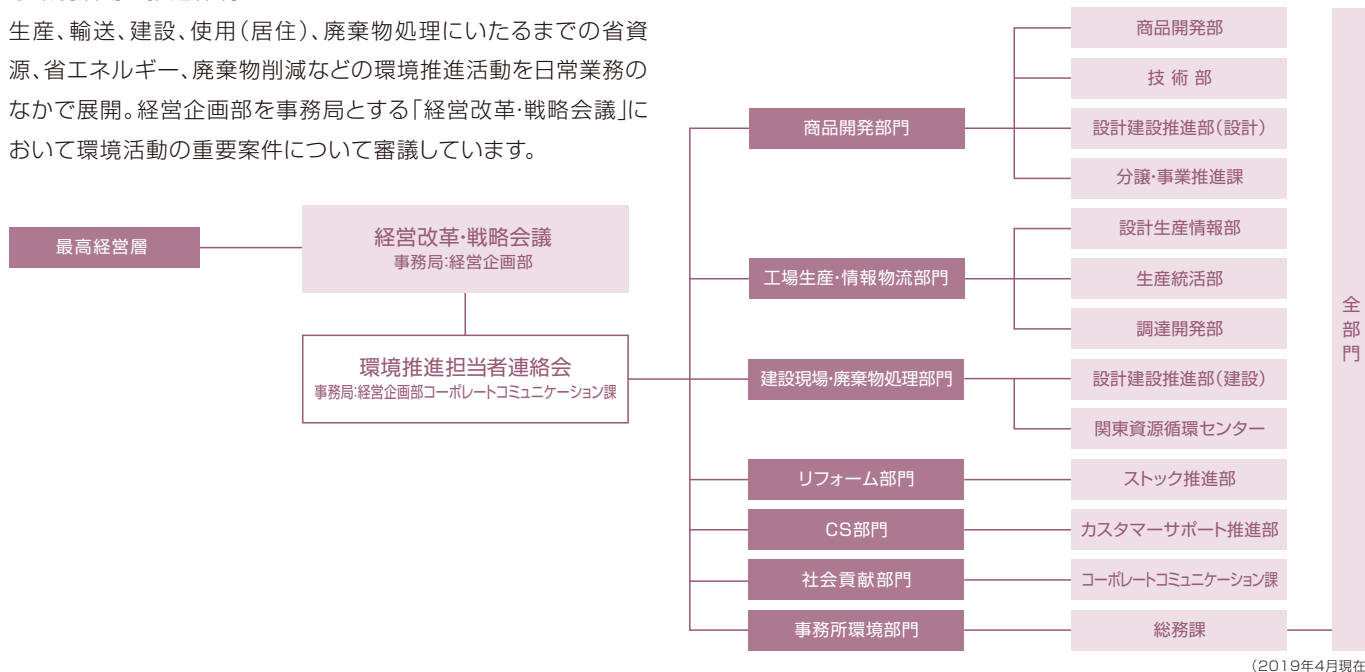 生産、輸送、建設、使用（居住）、廃棄物処理にいたるまでの省資
源、省エネルギー、廃棄物削減などの環境推進活動を日常業務の
なかで展開。経営企画部を事務局とする「経営改革・戦略会議」に
おいて環境活動の重要案件について審議しています。
最高経営層
経営改革・戦略会議
事務局:経営企画部
環境推進担当者連絡会
事務局:経営企画部コーポレートコミュニケーション課
商品開発部門
商品開発部
技 術 部
設計建設推進部（設計）
分譲・事業推進課
工場生産・情報物流部門
設計生産情報部
生産統活部
調達開発部
建設現場・廃棄物処理部門
設計建設推進部（建設）
関東資源循環センター
リフォーム部門
ストック推進部
CS部門
カスタマーサポート推進部
社会貢献部門
コーポレートコミュニケーション課
事務所環境部門
総務課
全部門
（2019年4月現在